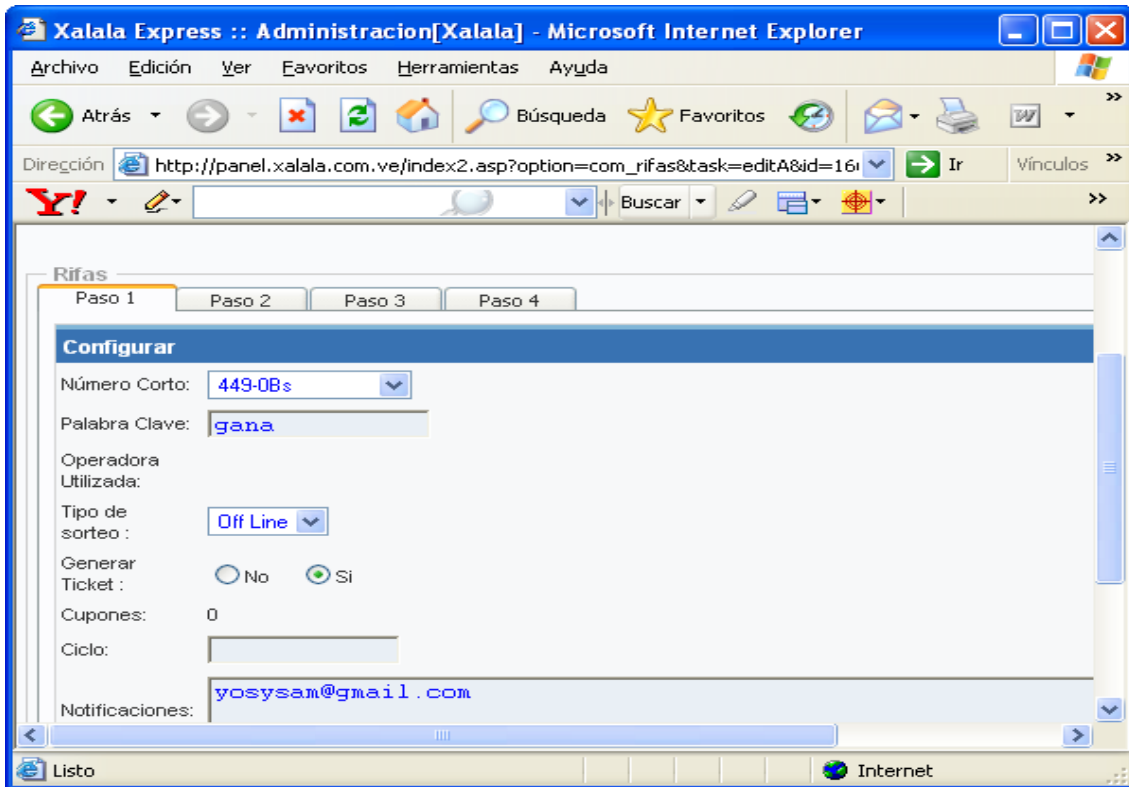 Xalala Express :: Administracion[Xalala] - Microsoft Internet Explorer
Archivo Edición Ver Favoritos Herramientas Ayuda
Atrás Búsqueda Favoritos
Dirección http://panel.xalala.com.ve/index2.asp?option=com_rifas&task=editA&id=16 Ir Vínculos
Y! Buscar
Rifas
Paso 1 Paso 2 Paso 3 Paso 4
Configurar
Número Corto: 449-0Bs
Palabra Clave: gana
Operadora
Utilizada:
Tipo de
sorteo : Off Line
Generar
Ticket : No Si
Cupones: 0
Ciclo:
Notificaciones: yosysam@gmail.com
Listo Internet